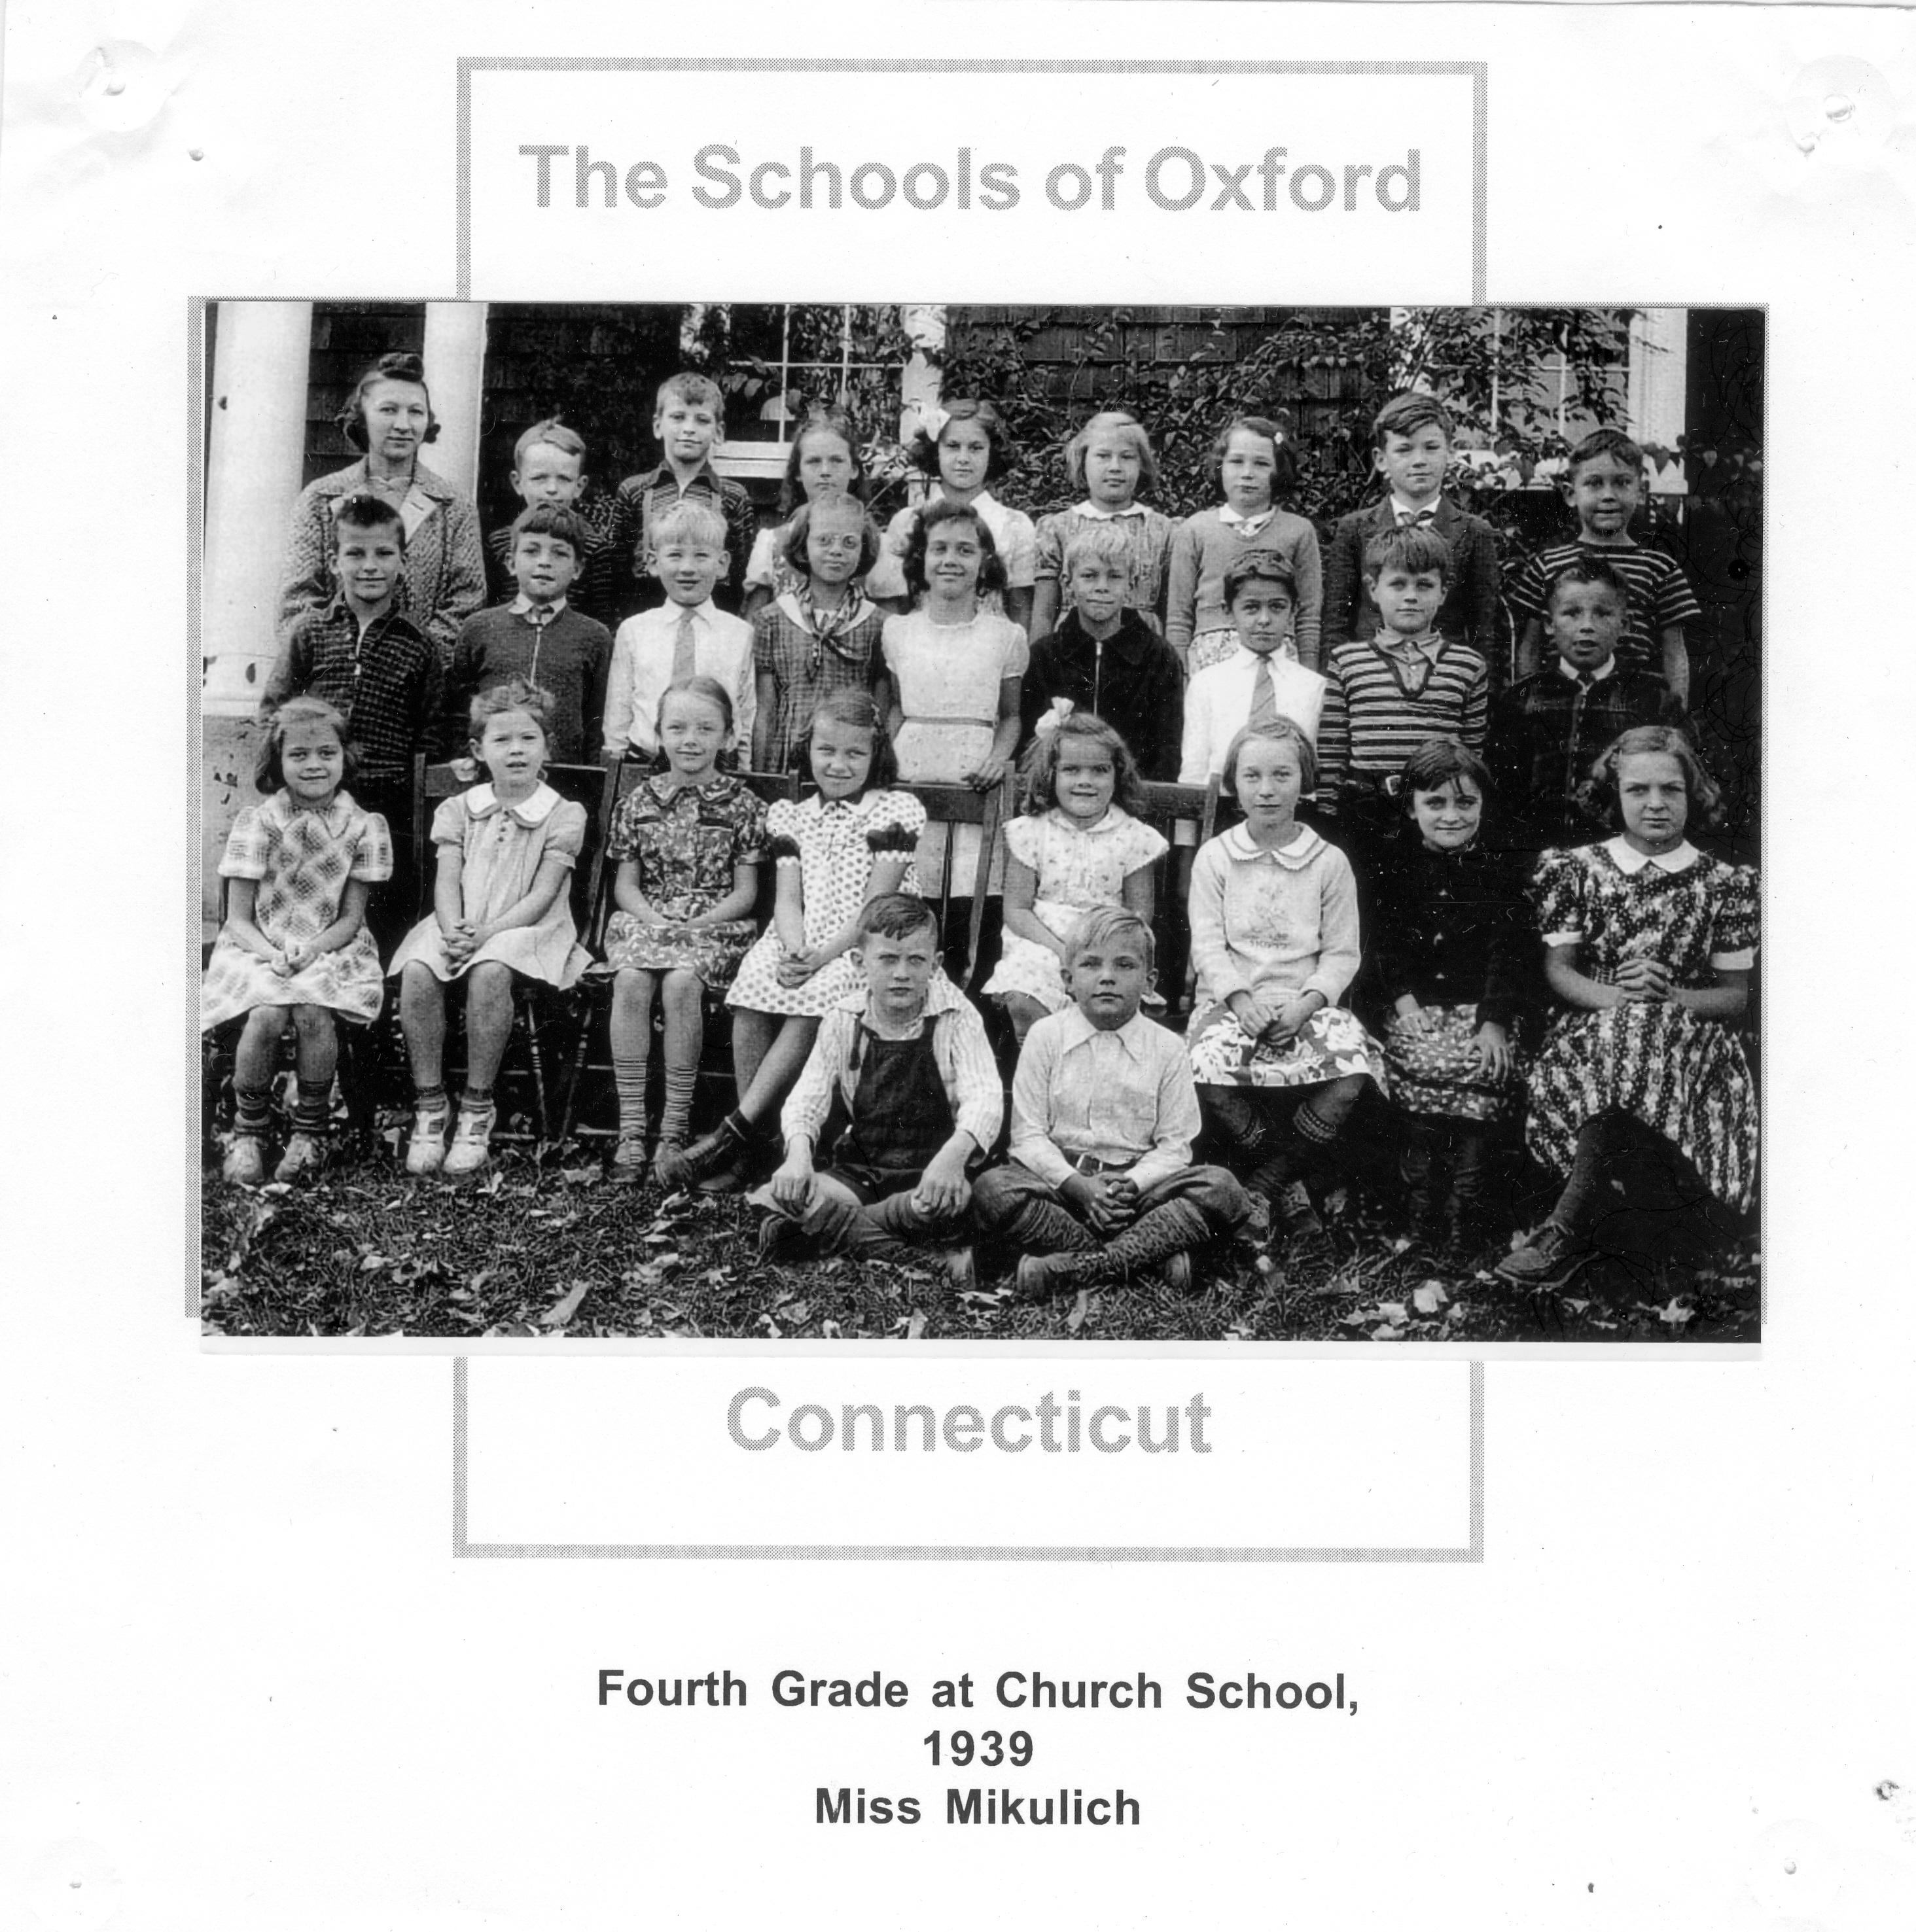 The Schools of Oxford
Connecticut
Fourth Grade at Church School,
1939
Miss Mikulich